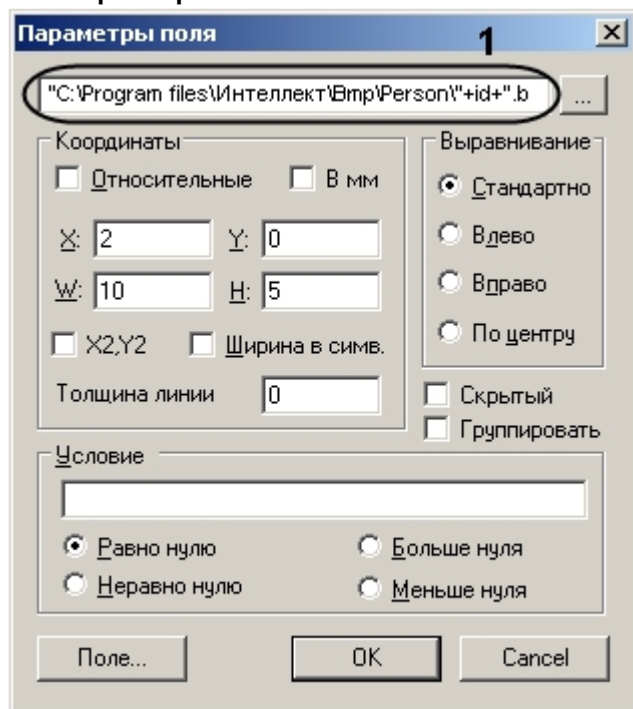 Параметры поля
1
"C:\Program files\Интеллект\Bmp\Person\"+id+".b ...
Координаты Выравнивание
Относительные В мм Стандартно
X: 2 Y: 0 Влево
W: 10 H: 5 Вправо
X2,Y2 Ширина в симв. По центру
Толщина линии 0 Скрытый
Группировать
Условие
Равно нулю Больше нуля
Неравно нулю Меньше нуля
Поле... OK Cancel